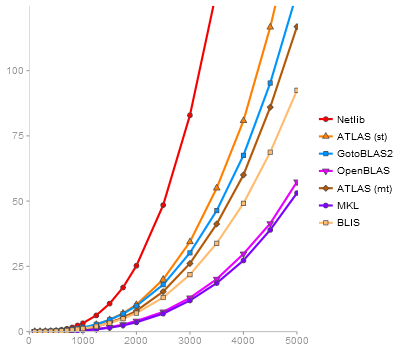 100
75
50
25
0
0
1000
2000
3000
4000
5000
Netlib
ATLAS (st)
GotoBLAS2
OpenBLAS
ATLAS (mt)
MKL
BLIS